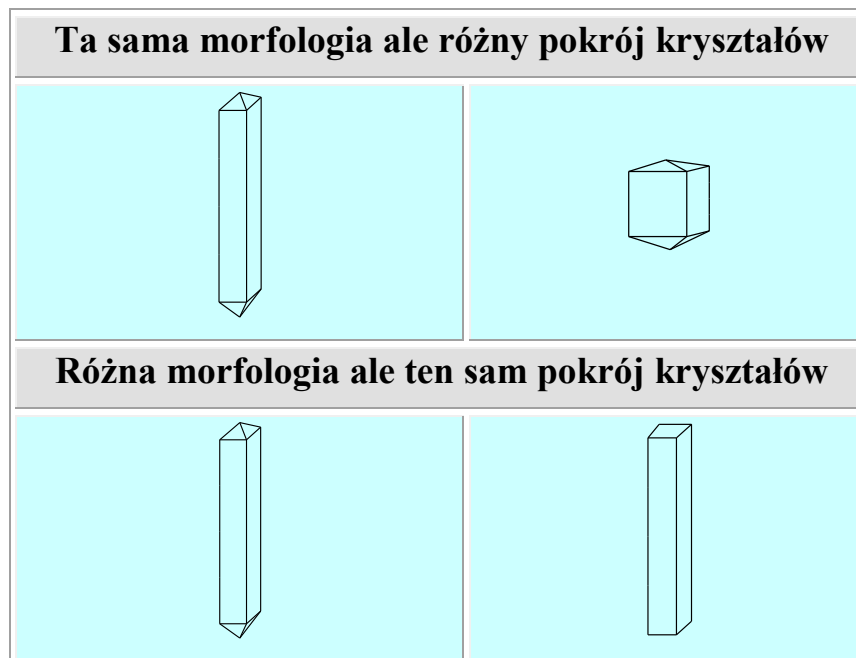 Ta sama morfologia ale różny pokrój kryształów
Różna morfologia ale ten sam pokrój kryształów